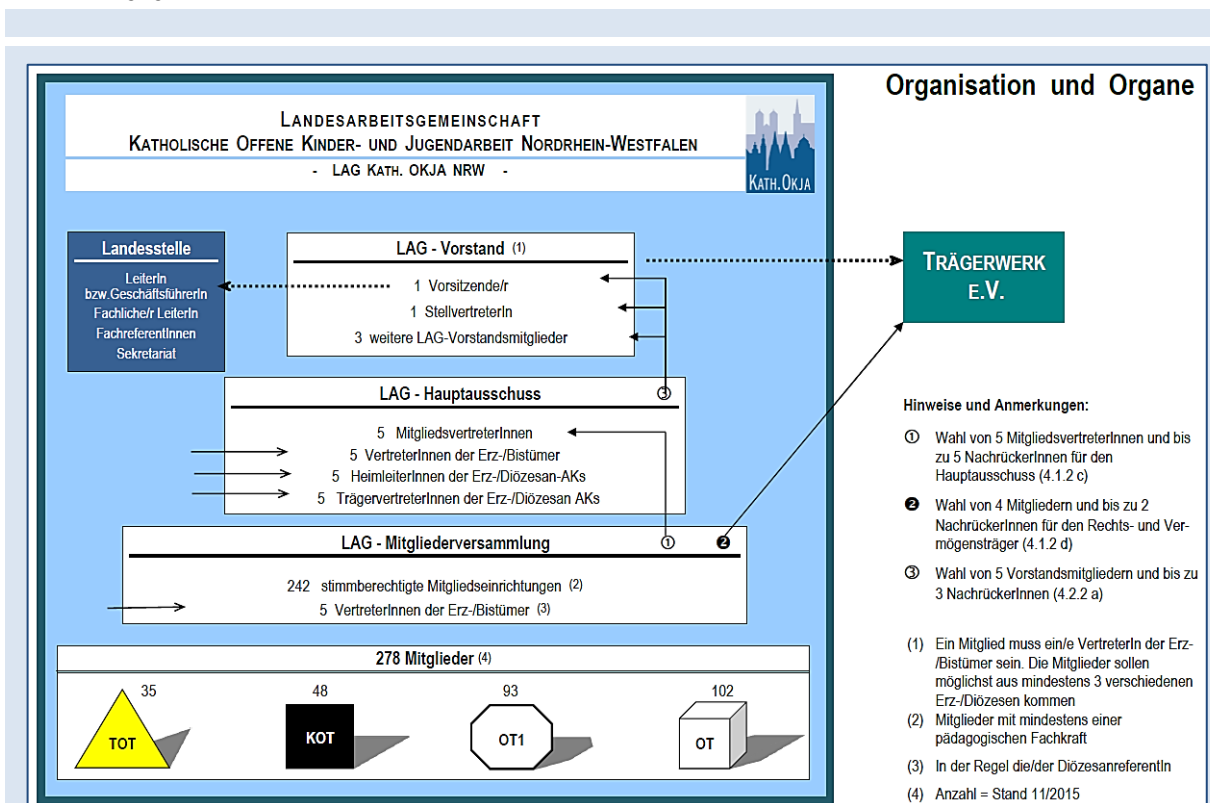 Organisation und Organe
LANDESARBEITSGEMEINSCHAFT
KATHOLISCHE OFFENE KINDER- UND JUGENDARBEIT NORDRHEIN-WESTFALEN
- LAG KATH. OKJA NRW -
KATH.OKJA
Landesstelle
LeiterIn
bzw.GeschäftsführerIn
Fachliche/r LeiterIn
FachreferentInnen
Sekretariat
LAG - Vorstand (1)
1 Vorsitzende/r
1 StellvertreterIn
3 weitere LAG-Vorstandsmitglieder
TRÄGERWERK
E.V.
LAG - Hauptausschuss ③
5 MitgliedsvertreterInnen
5 VertreterInnen der Erz-/Bistümer
5 HeimleiterInnen der Erz-/Diözesan-AKs
5 TrägervertreterInnen der Erz-/Diözesan AKs
LAG - Mitgliederversammlung ① ❷
242 stimmberechtigte Mitgliedseinrichtungen (2)
5 VertreterInnen der Erz-/Bistümer (3)
278 Mitglieder (4)
35 48 93 102
TOT KOT OT1 OT
Hinweise und Anmerkungen:
① Wahl von 5 MitgliedsvertreterInnen und bis
zu 5 NachrückerInnen für den
Hauptausschuss (4.1.2 c)
❷ Wahl von 4 Mitgliedern und bis zu 2
NachrückerInnen für den Rechts- und Ver-
mögensträger (4.1.2 d)
③ Wahl von 5 Vorstandsmitgliedern und bis zu
3 NachrückerInnen (4.2.2 a)
(1) Ein Mitglied muss ein/e VertreterIn der Erz-
/Bistümer sein. Die Mitglieder sollen
möglichst aus mindestens 3 verschiedenen
Erz-/Diözesen kommen
(2) Mitglieder mit mindestens einer
pädagogischen Fachkraft
(3) In der Regel die/der DiözesanreferentIn
(4) Anzahl = Stand 11/2015